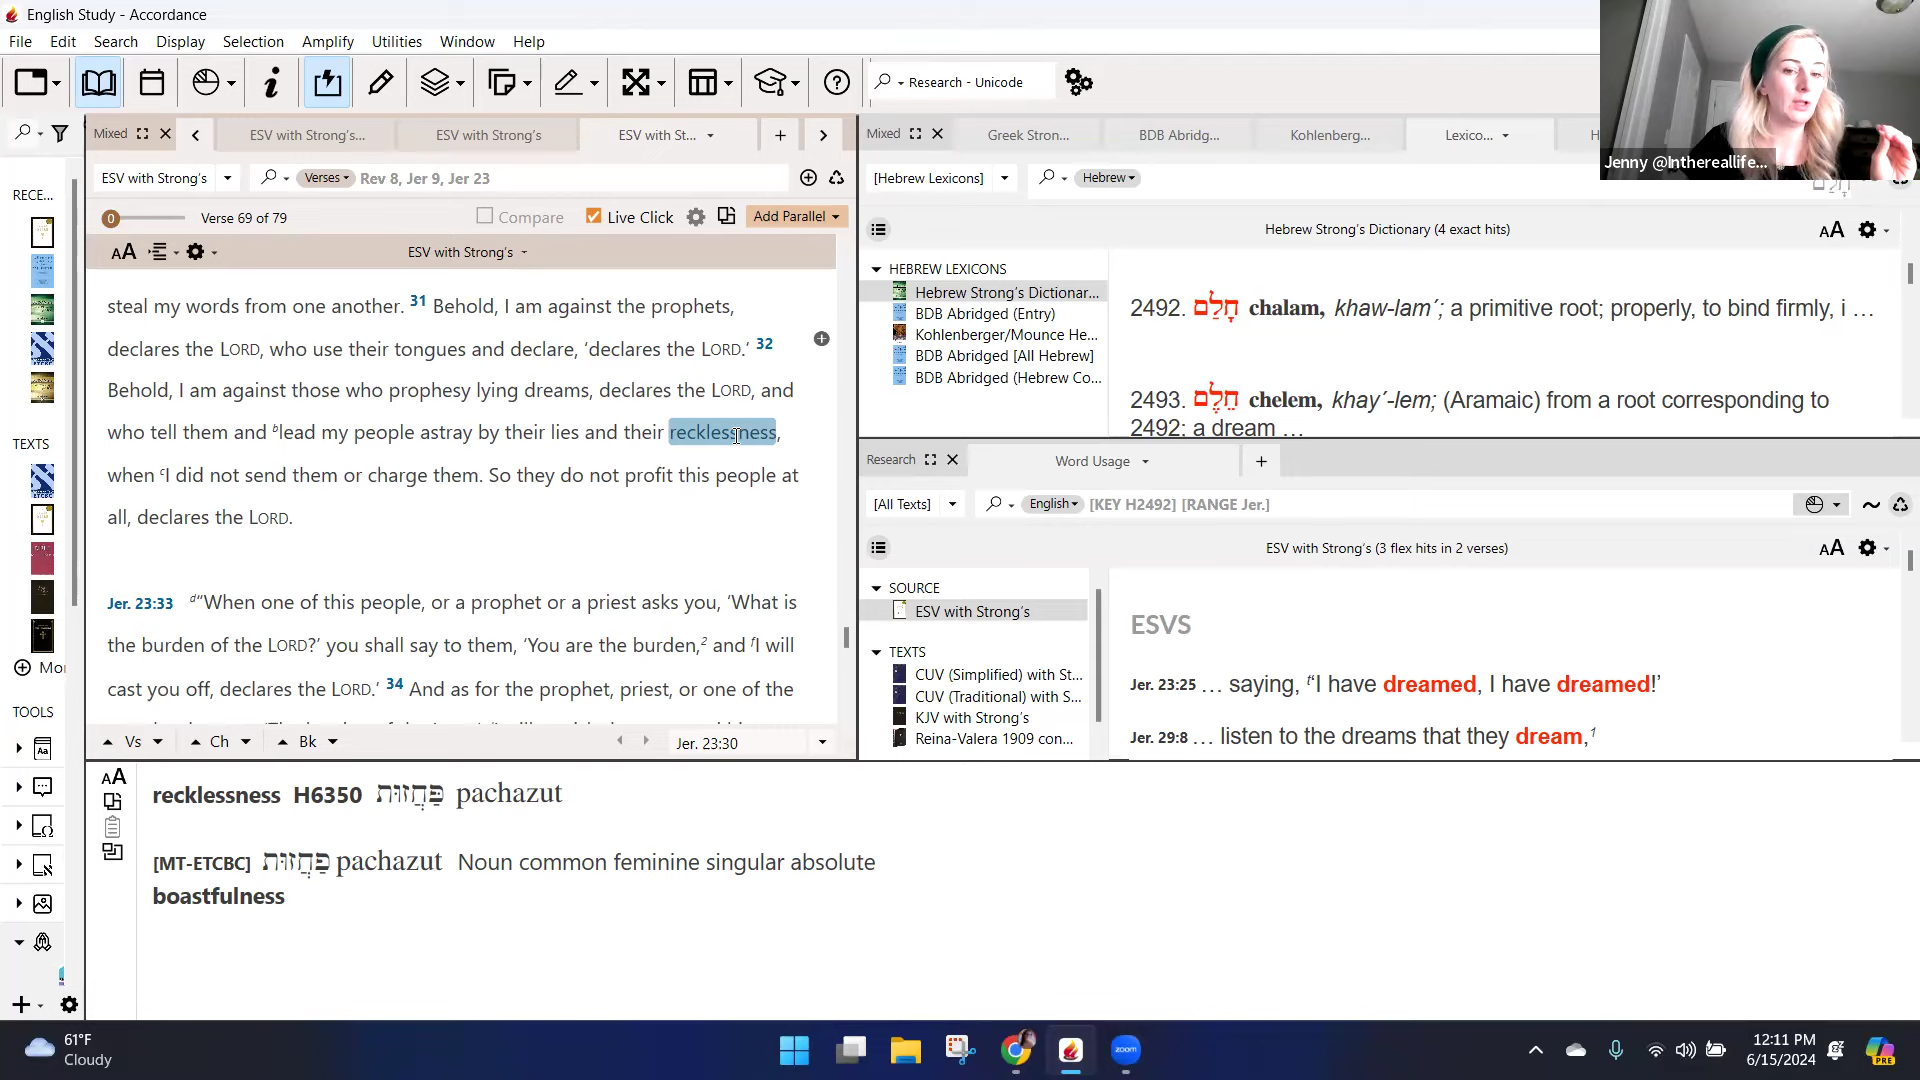 English Study - Accordance
File Edit Search Display Selection Amplify Utilities Window Help
Research - Unicode
Jenny @Inthereallife...
Mixed
ESV with Strong's...
ESV with Strong's
ESV with St...
ESV with Strong's
Verses
Rev 8, Jer 9, Jer 23
0
Verse 69 of 79
Compare
Live Click
Add Parallel
AA
ESV with Strong's
steal my words from one another. 31 Behold, I am against the prophets,
declares the LORD, who use their tongues and declare, ‘declares the LORD.’ 32
Behold, I am against those who prophesy lying dreams, declares the LORD, and
who tell them and b lead my people astray by their lies and their recklessness,
when c I did not send them or charge them. So they do not profit this people at
all, declares the LORD.
Jer. 23:33 d “When one of this people, or a prophet or a priest asks you, ‘What is
the burden of the LORD?’ you shall say to them, ‘You are the burden,2 and f I will
cast you off, declares the LORD.’ 34 And as for the prophet, priest, or one of the
Vs Ch Bk
Jer. 23:30
RECE...
TEXTS
Mor
TOOLS
Mixed
Greek Stron...
BDB Abridg...
Kohlenberg...
Lexico...
[Hebrew Lexicons]
Hebrew
Hebrew Strong's Dictionary (4 exact hits)
AA
HEBREW LEXICONS
Hebrew Strong's Dictionar...
BDB Abridged (Entry)
Kohlenberger/Mounce He...
BDB Abridged [All Hebrew]
BDB Abridged (Hebrew Co...
2492. חָלַם chalam, khaw-lam´; a primitive root; properly, to bind firmly, i ...
2493. חֵלֶם chelem, khay´-lem; (Aramaic) from a root corresponding to
2492; a dream ...
Research
Word Usage
[All Texts]
English
[KEY H2492] [RANGE Jer.]
ESV with Strong's (3 flex hits in 2 verses)
AA
SOURCE
ESV with Strong's
TEXTS
CUV (Simplified) with St...
CUV (Traditional) with S...
KJV with Strong's
Reina-Valera 1909 con...
ESVS
Jer. 23:25 ... saying, t ‘I have dreamed, I have dreamed!’
Jer. 29:8 ... listen to the dreams that they dream,1
AA
recklessness H6350 פַּחֲזוּת pachazut
[MT-ETCBC] פַּחֲזוּת pachazut Noun common feminine singular absolute
boastfulness
61°F
Cloudy
zoom
12:11 PM
6/15/2024
PRE